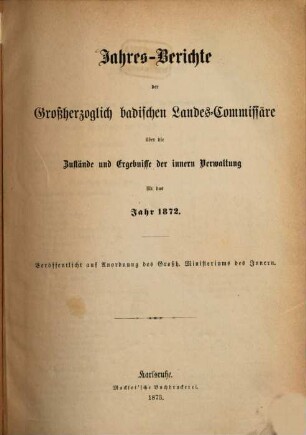 Jahres-Berichte
der
Großherzoglich badischen Landes-Commissäre
über die
Zustände und Ergebnisse der innern Verwaltung
für das
Jahr 1872.
Veröffentlicht auf Anordnung des Großh. Ministeriums des Innern.
Karlsruhe.
Macklot'sche Buchdruckerei.
1873.